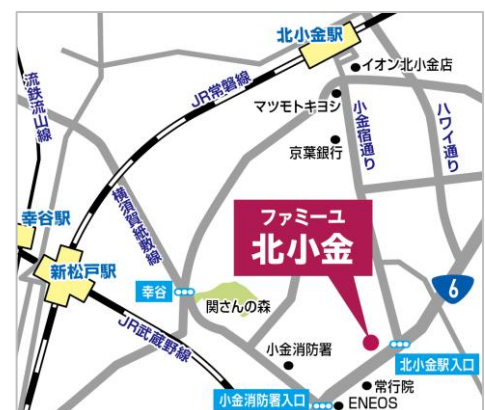 北小金駅
イオン北小金店
JR常磐線
マツモトキヨシ
流鉄流山線
小金宿通り
ハワイ通り
京葉銀行
横須賀紙敷線
幸谷駅
ファミーユ
北小金
新松戸駅
幸谷
関さんの森
6
JR武蔵野線
小金消防署
北小金駅入口
常行院
小金消防署入口
ENEOS